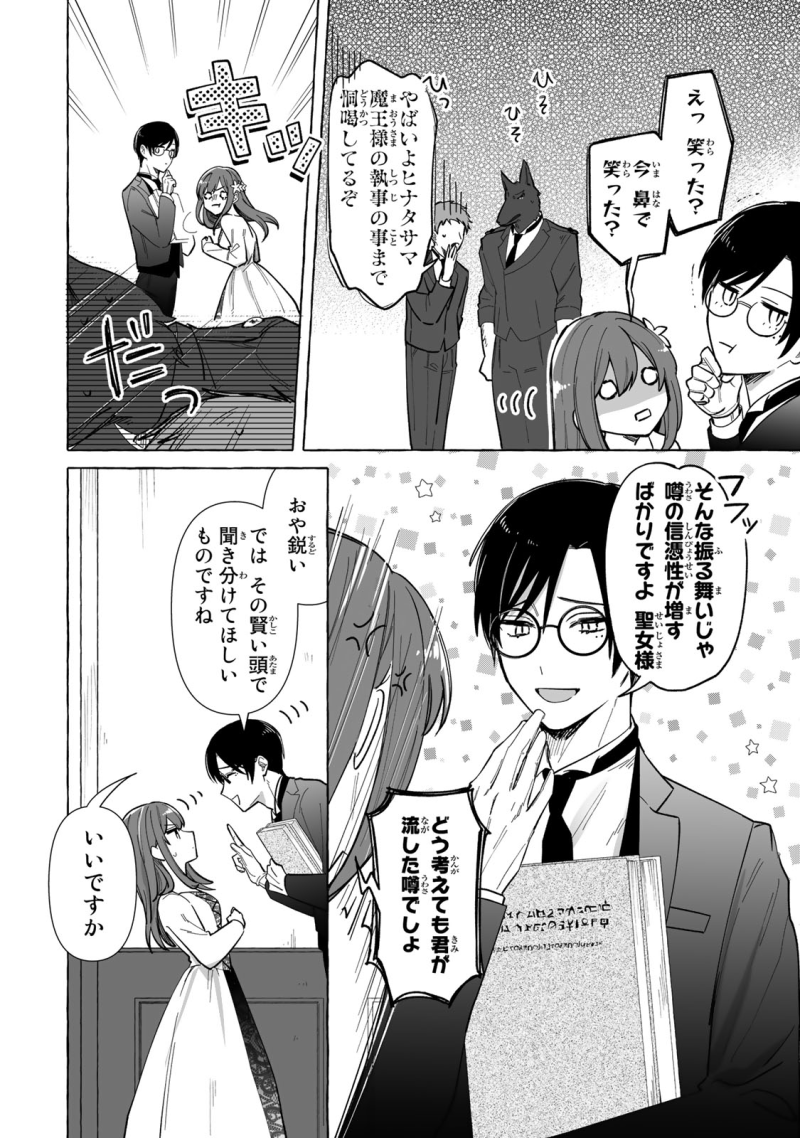 えっ 笑った?
今 鼻で
笑った?
ひそ
ひそ
ひっ
やばいよヒナタサマ
魔王様の執事の事まで
恫喝してるぞ
キッ
だっ
フフッ
そんな振る舞いじゃ
噂の信憑性が増す
ばかりですよ 聖女様
どう考えても君が
流した噂でしょ
おや鋭い
では その賢い頭で
聞き分けてほしい
ものですね
いいですか